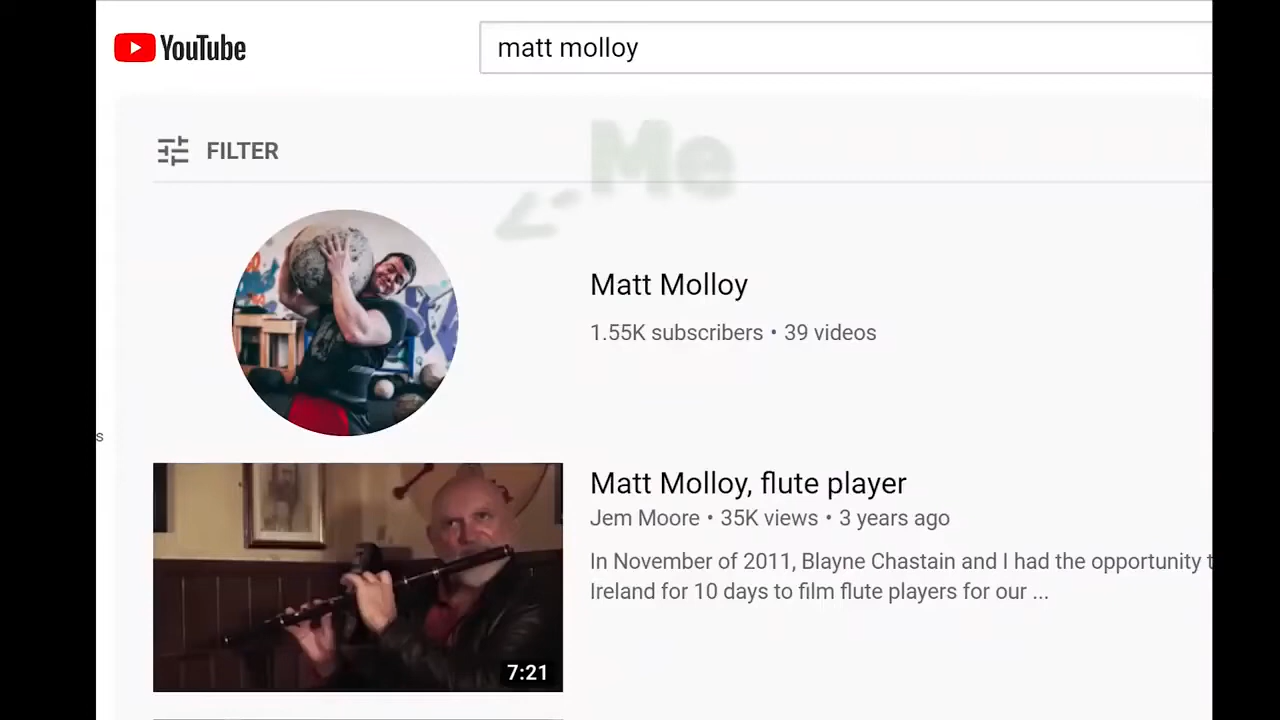 YouTube
matt molloy
Me
FILTER
Matt Molloy
1.55K subscribers • 39 videos
s
Matt Molloy, flute player
Jem Moore • 35K views • 3 years ago
In November of 2011, Blayne Chastain and I had the opportunity t
Ireland for 10 days to film flute players for our ...
7:21